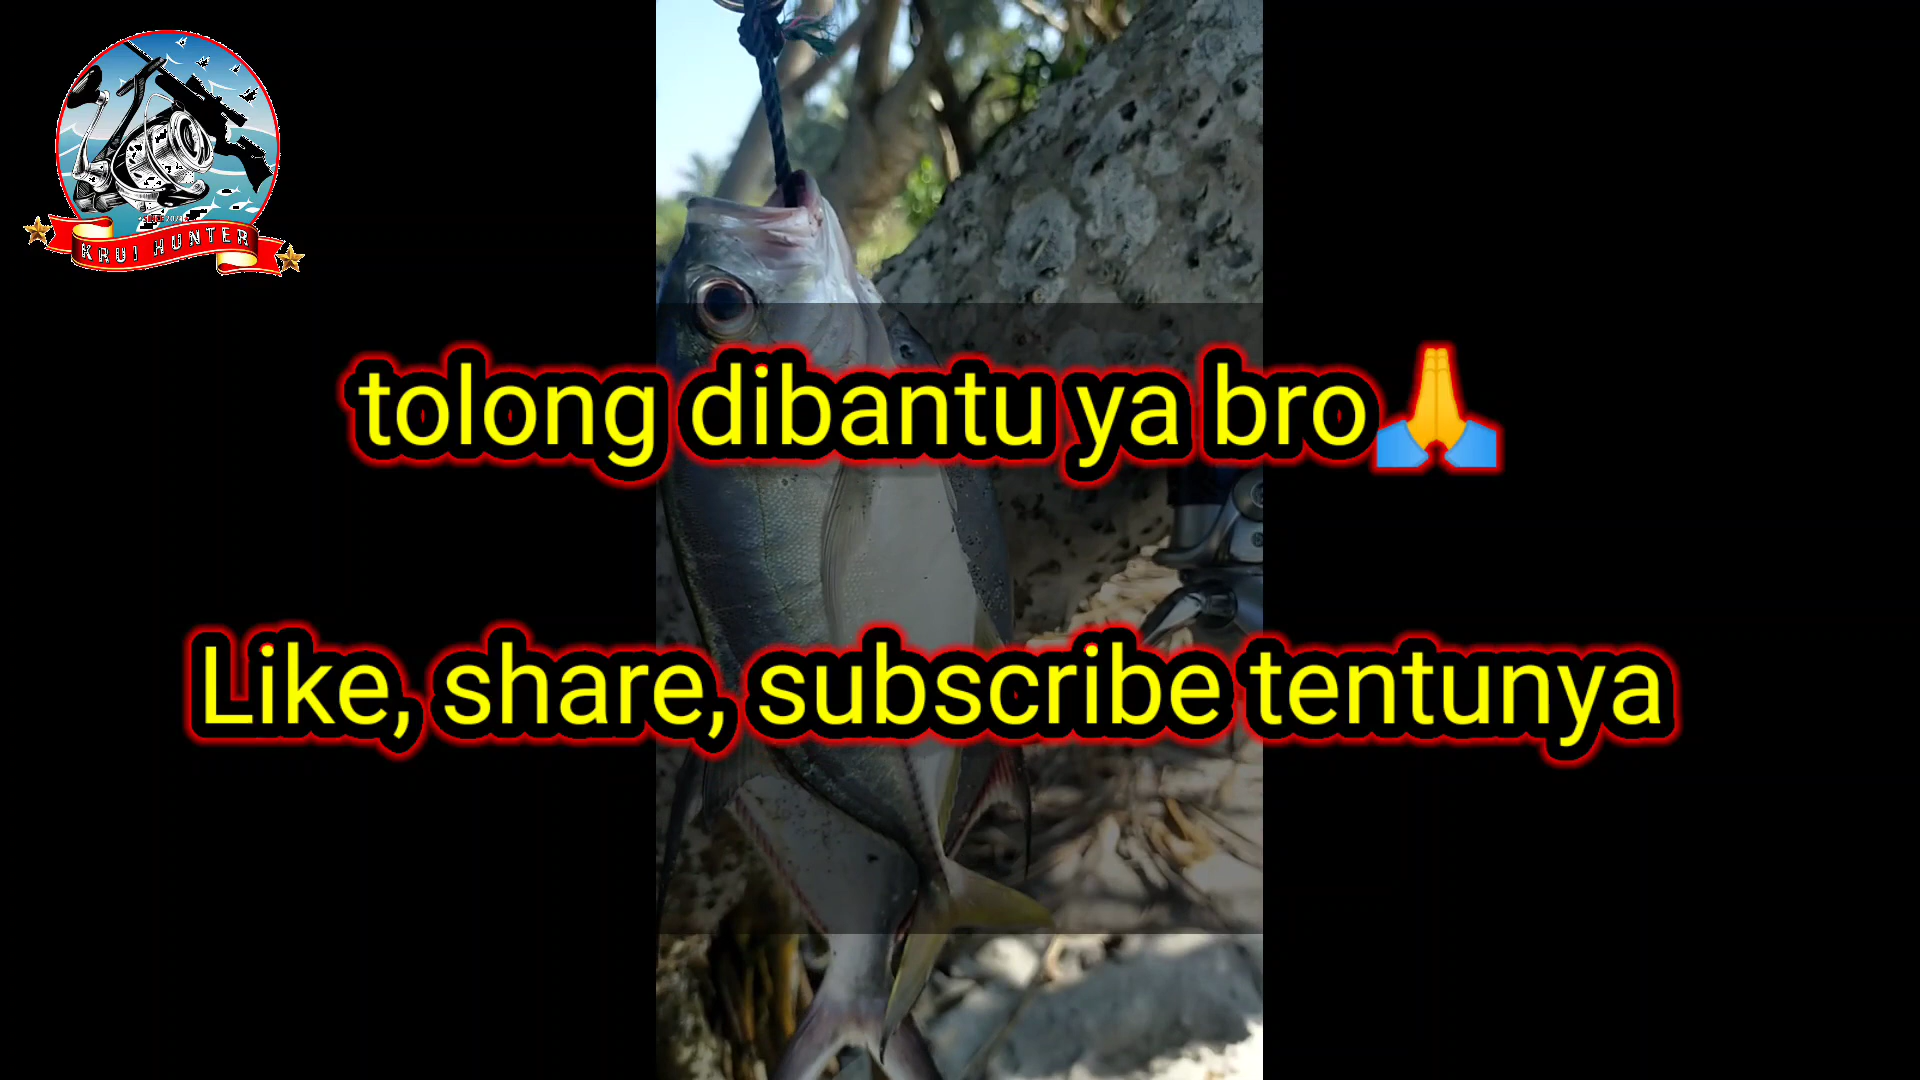 KRUI HUNTER
tolong dibantu ya bro🙏
Like, share, subscribe tentunya